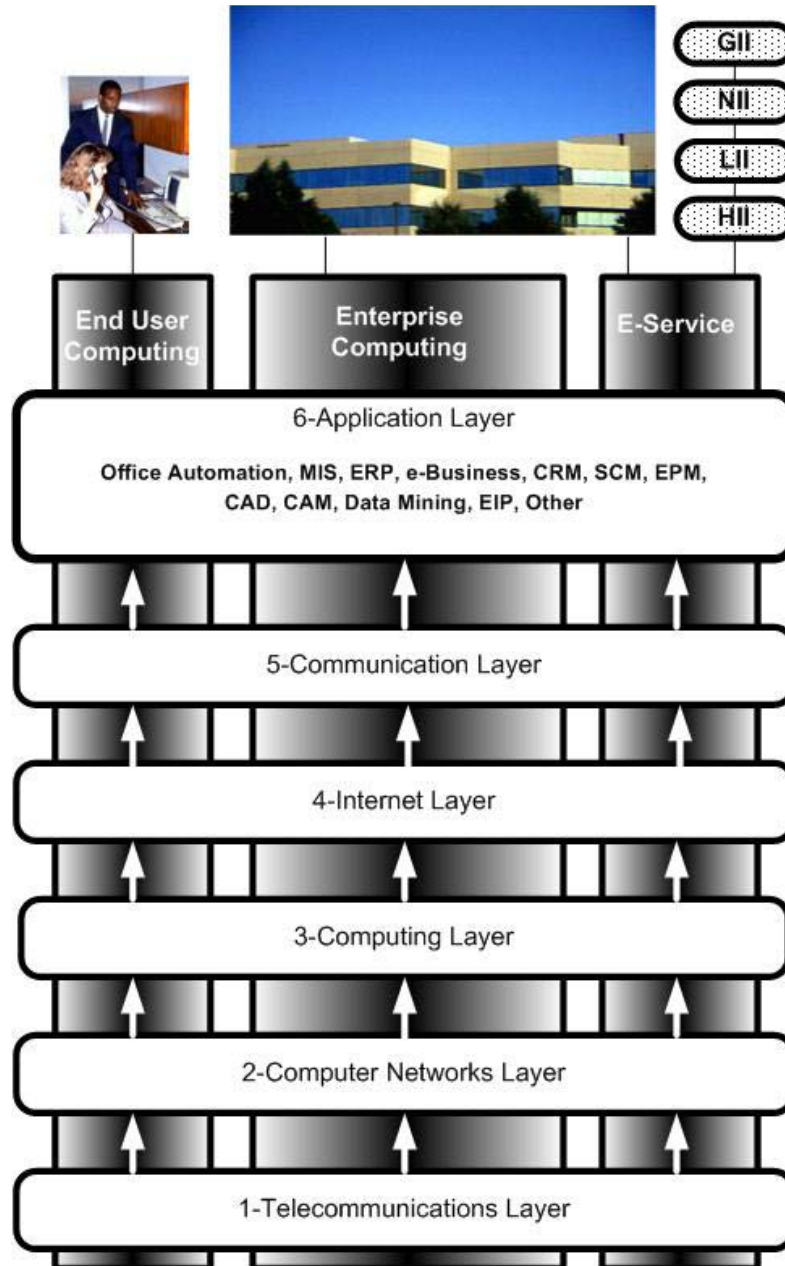 GII
NII
LII
HII
End User
Computing
Enterprise
Computing
E-Service
6-Application Layer
Office Automation, MIS, ERP, e-Business, CRM, SCM, EPM,
CAD, CAM, Data Mining, EIP, Other
5-Communication Layer
4-Internet Layer
3-Computing Layer
2-Computer Networks Layer
1-Telecommunications Layer